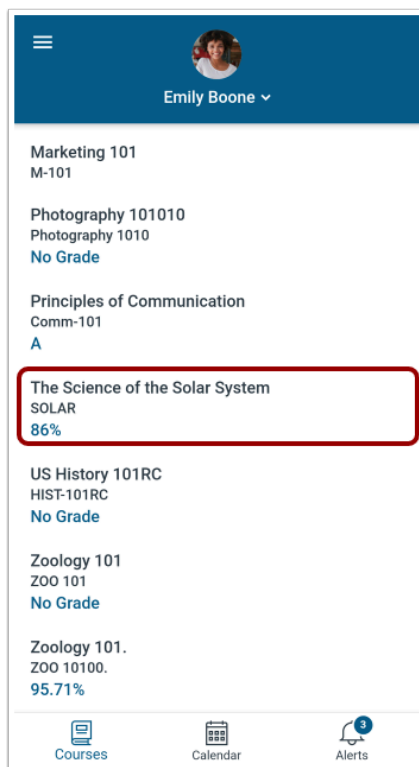 Emily Boone
Marketing 101
M-101
Photography 101010
Photography 1010
No Grade
Principles of Communication
Comm-101
A
The Science of the Solar System
SOLAR
86%
US History 101RC
HIST-101RC
No Grade
Zoology 101
ZOO 101
No Grade
Zoology 101.
ZOO 10100.
95.71%
3
Courses Calendar Alerts